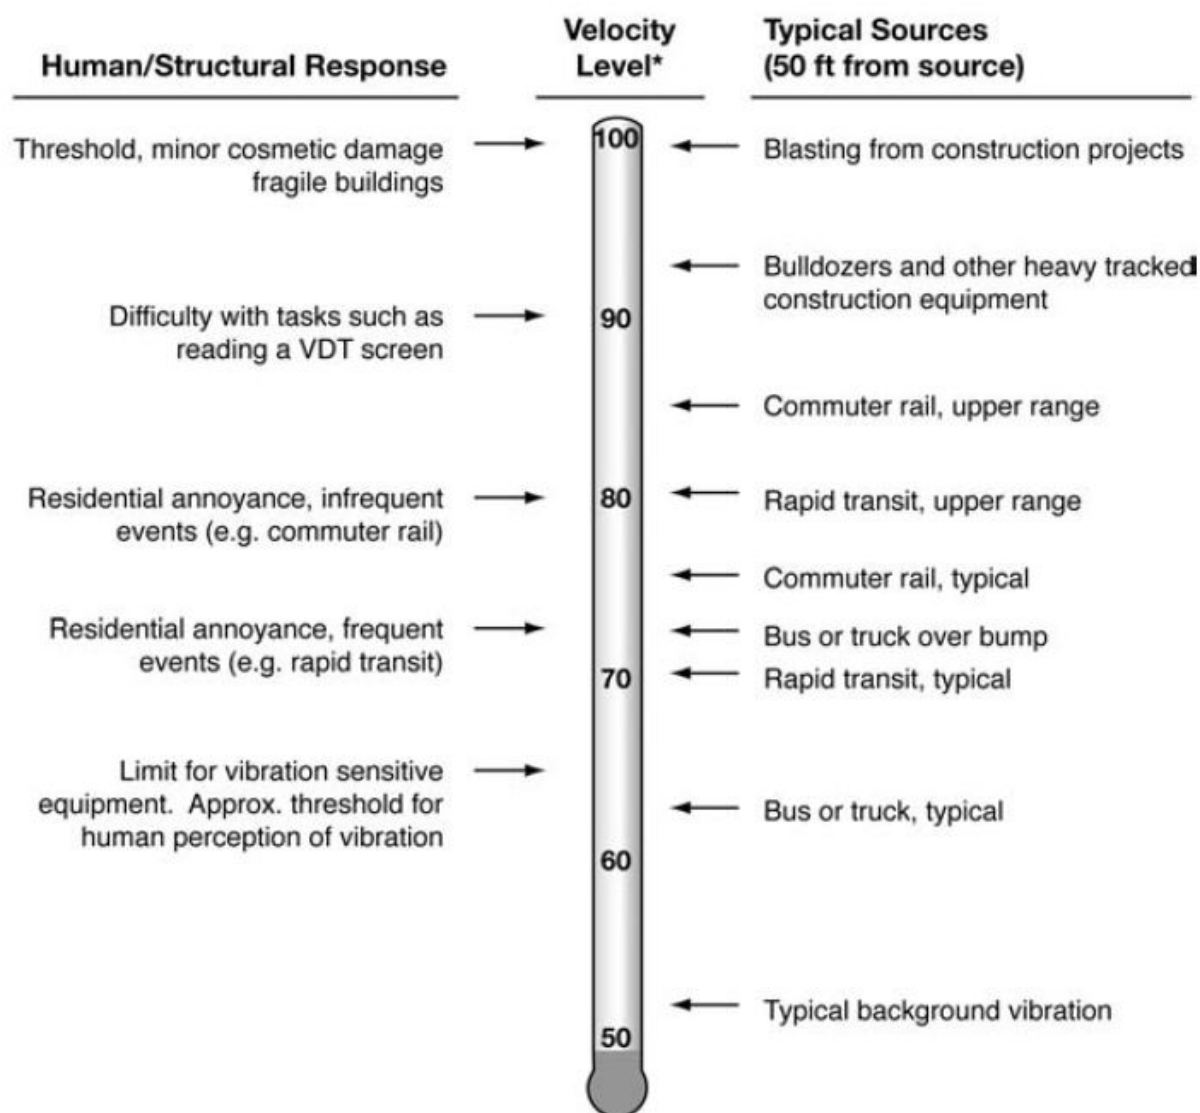 Human/Structural Response
Velocity
Level*
Typical Sources
(50 ft from source)
Threshold, minor cosmetic damage
fragile buildings
100
Blasting from construction projects
Bulldozers and other heavy tracked
construction equipment
Difficulty with tasks such as
reading a VDT screen
90
Commuter rail, upper range
Residential annoyance, infrequent
events (e.g. commuter rail)
80
Rapid transit, upper range
Commuter rail, typical
Residential annoyance, frequent
events (e.g. rapid transit)
Bus or truck over bump
70
Rapid transit, typical
Limit for vibration sensitive
equipment. Approx. threshold for
human perception of vibration
Bus or truck, typical
60
Typical background vibration
50